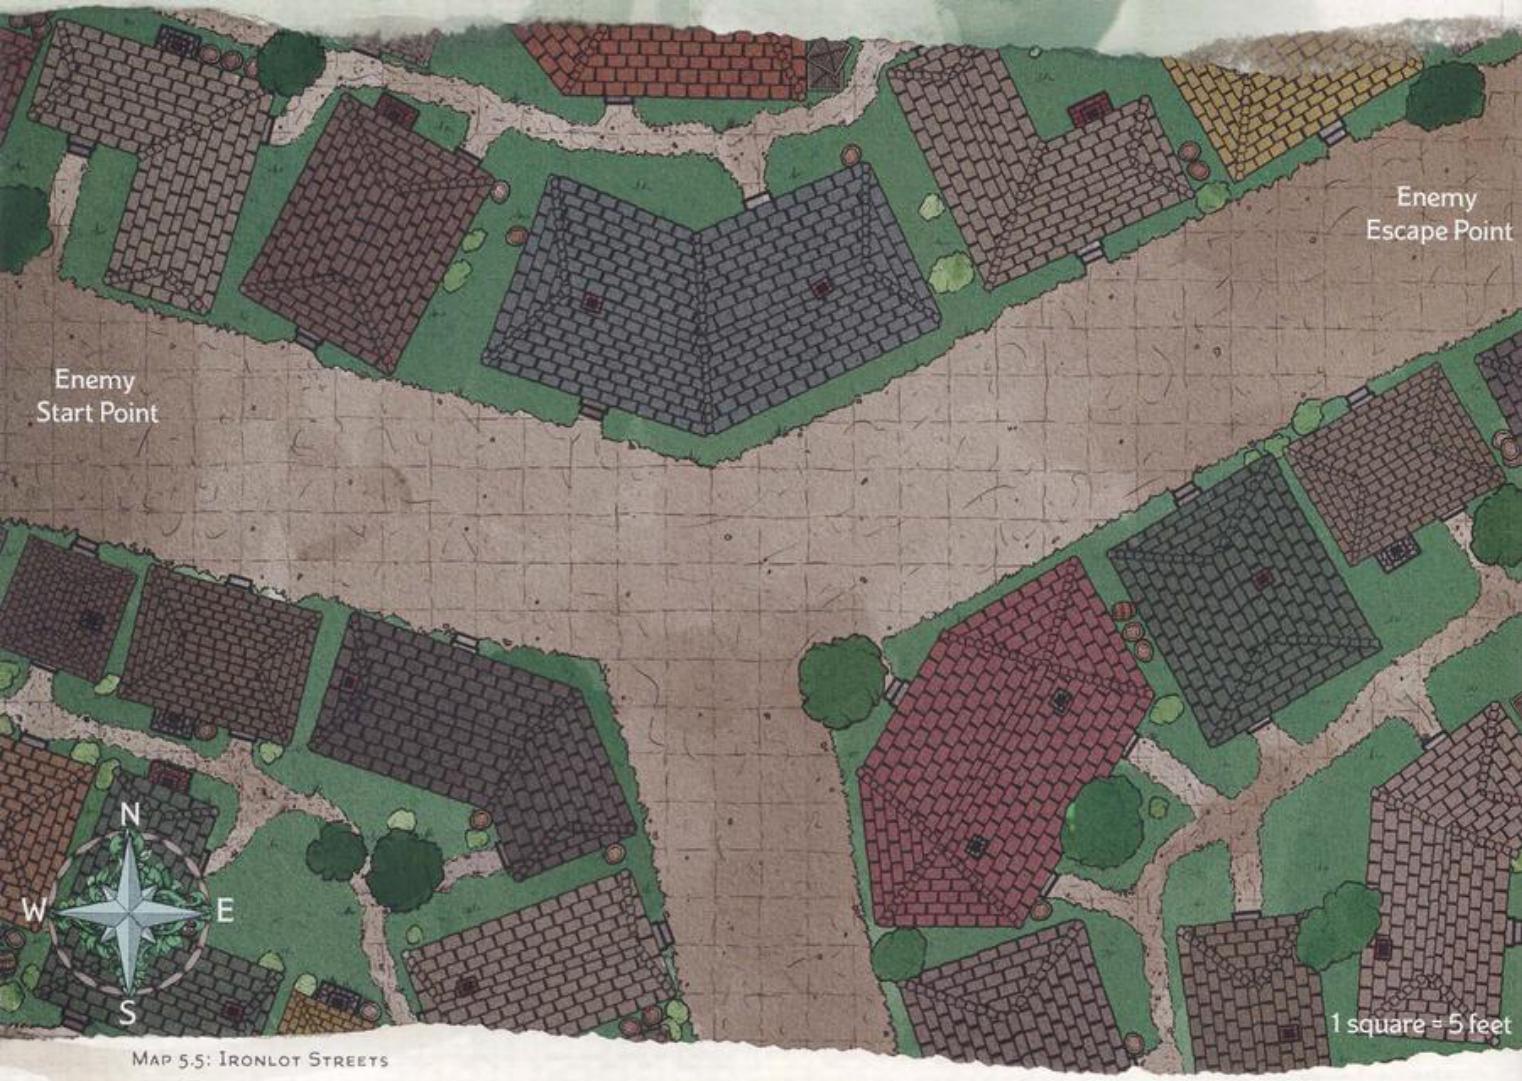 Enemy
Escape Point
Enemy
Start Point
N
W
E
S
1 square = 5 feet
MAP 5.5: IRONLOT STREETS